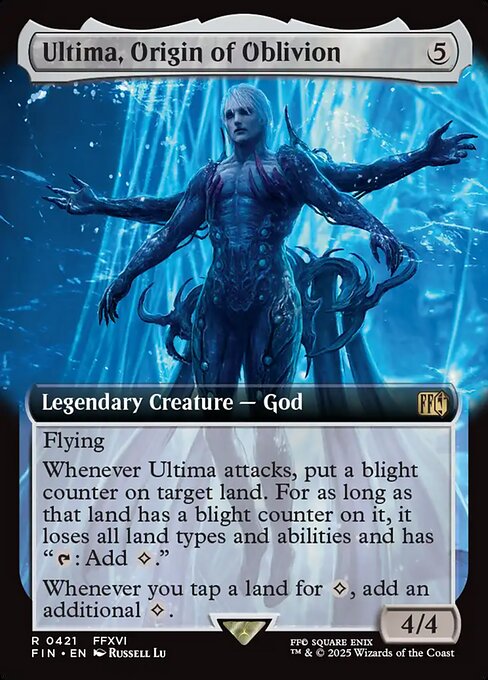 Ultima, Origin of Oblivion 5
Legendary Creature — God
FFXVI
Flying
Whenever Ultima attacks, put a blight
counter on target land. For as long as
that land has a blight counter on it, it
loses all land types and abilities and has
“T: Add ◇.”
Whenever you tap a land for ◇, add an
additional ◇.
4/4
R 0421 FFXVI
FIN • EN Russell Lu
FF© SQUARE ENIX
™ & © 2025 Wizards of the Coast